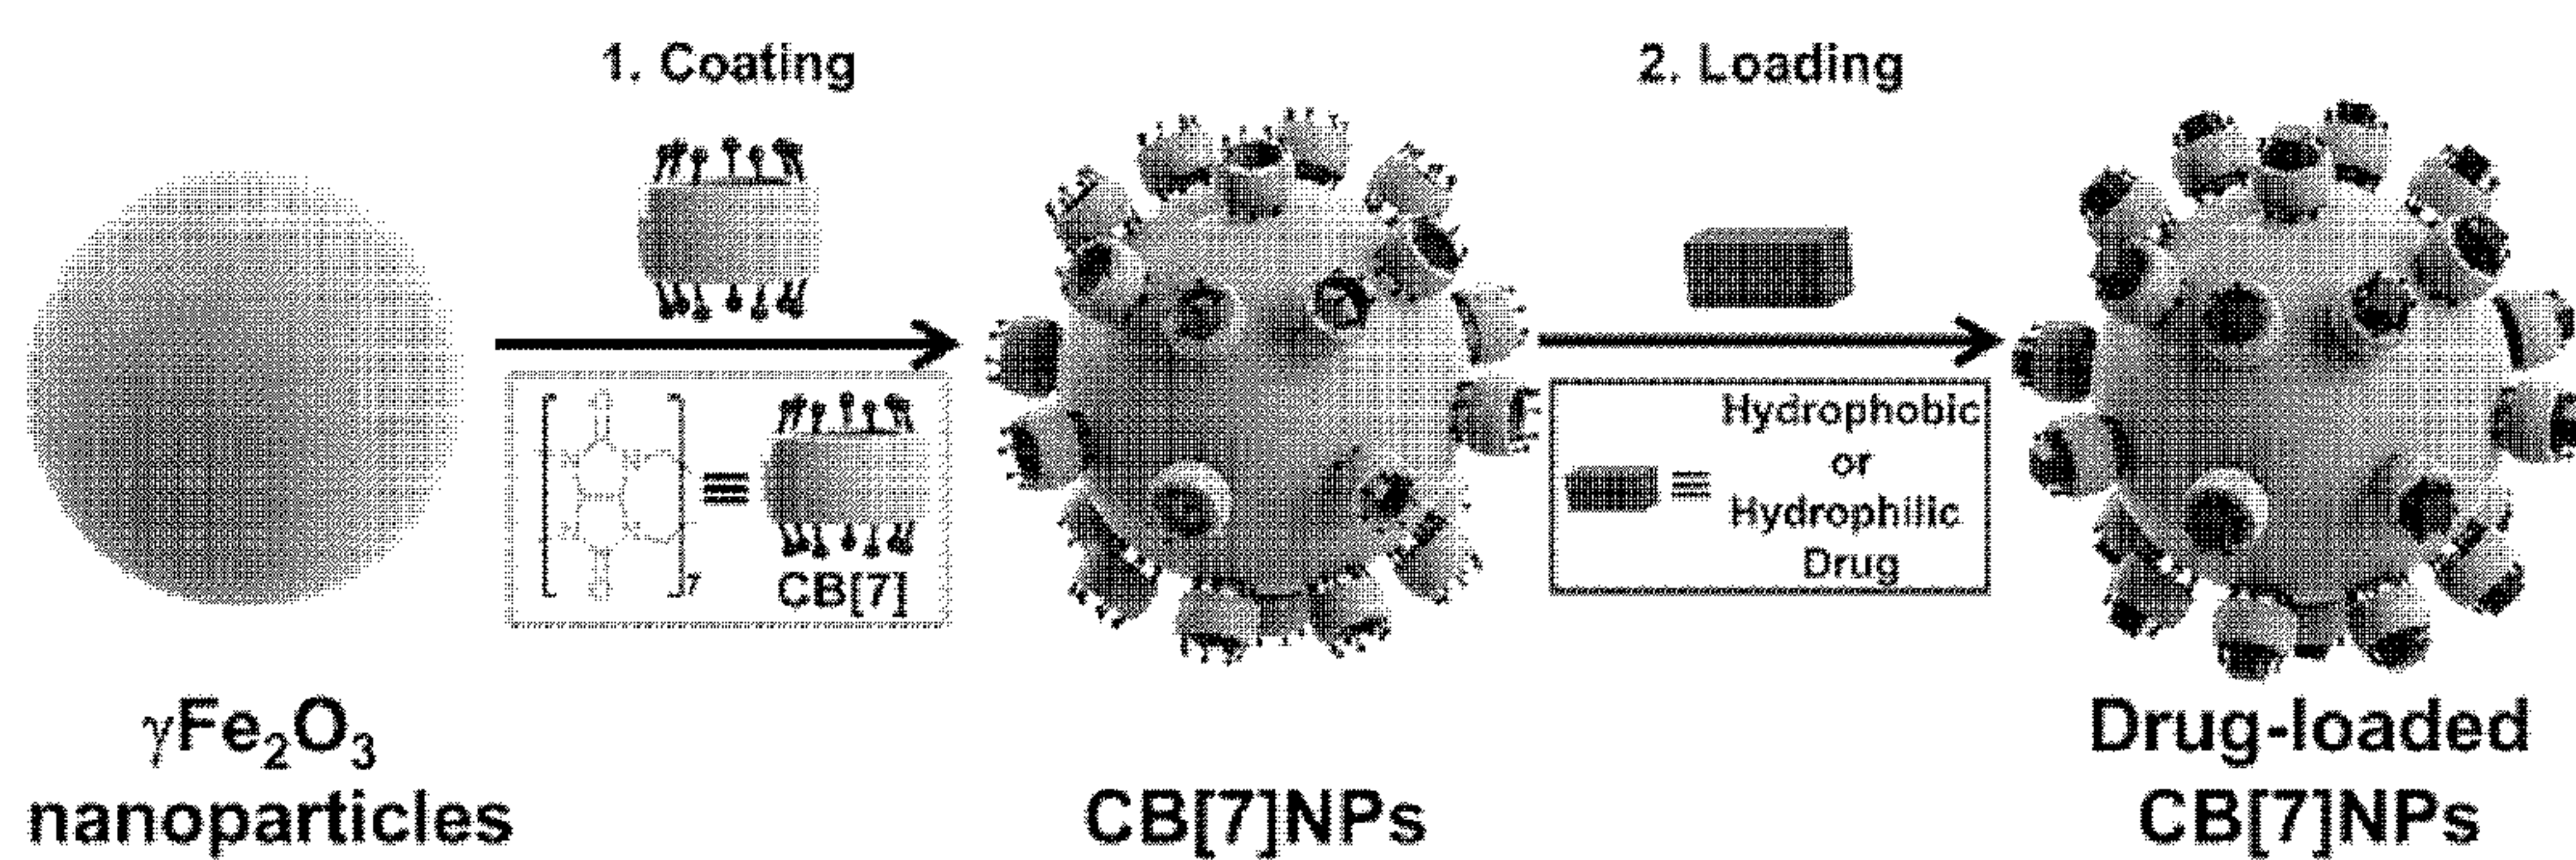 1. Coating
2. Loading
7
≡
CB[7]
≡
Hydrophobic
or
Hydrophilic
Drug
γFe₂O₃
nanoparticles
CB[7]NPs
Drug-loaded
CB[7]NPs